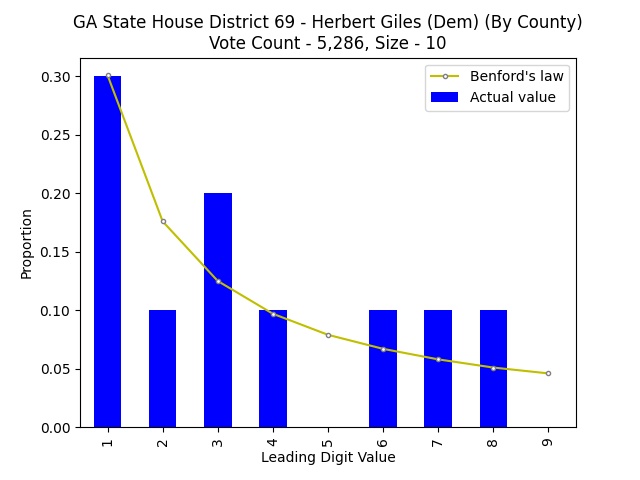 GA State House District 69 - Herbert Giles (Dem) (By County)
Vote Count - 5,286, Size - 10
Benford's law
Actual value
0.30
0.25
0.20
0.15
0.10
0.05
0.00
Proportion
1 2 3 4 5 6 7 8 9
Leading Digit Value